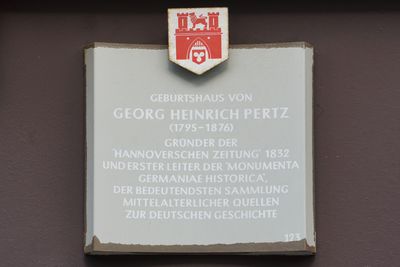 GEBURTSHAUS VON
GEORG HEINRICH PERTZ
(1795-1876)
GRÜNDER DER
"HANNOVERSCHEN ZEITUNG" 1832
UND ERSTER LEITER DER "MONUMENTA
GERMANIAE HISTORICA",
DER BEDEUTENDSTEN SAMMLUNG
MITTELALTERLICHER QUELLEN
ZUR DEUTSCHEN GESCHICHTE
123